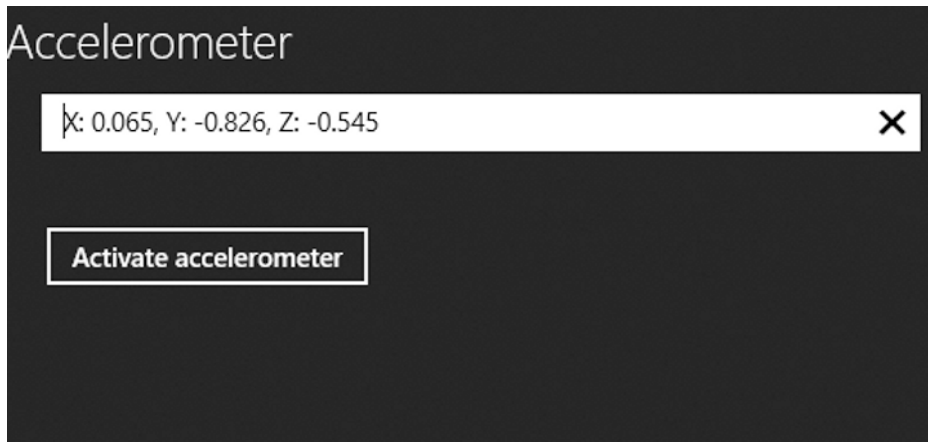 Accelerometer
X: 0.065, Y: -0.826, Z: -0.545
Activate accelerometer